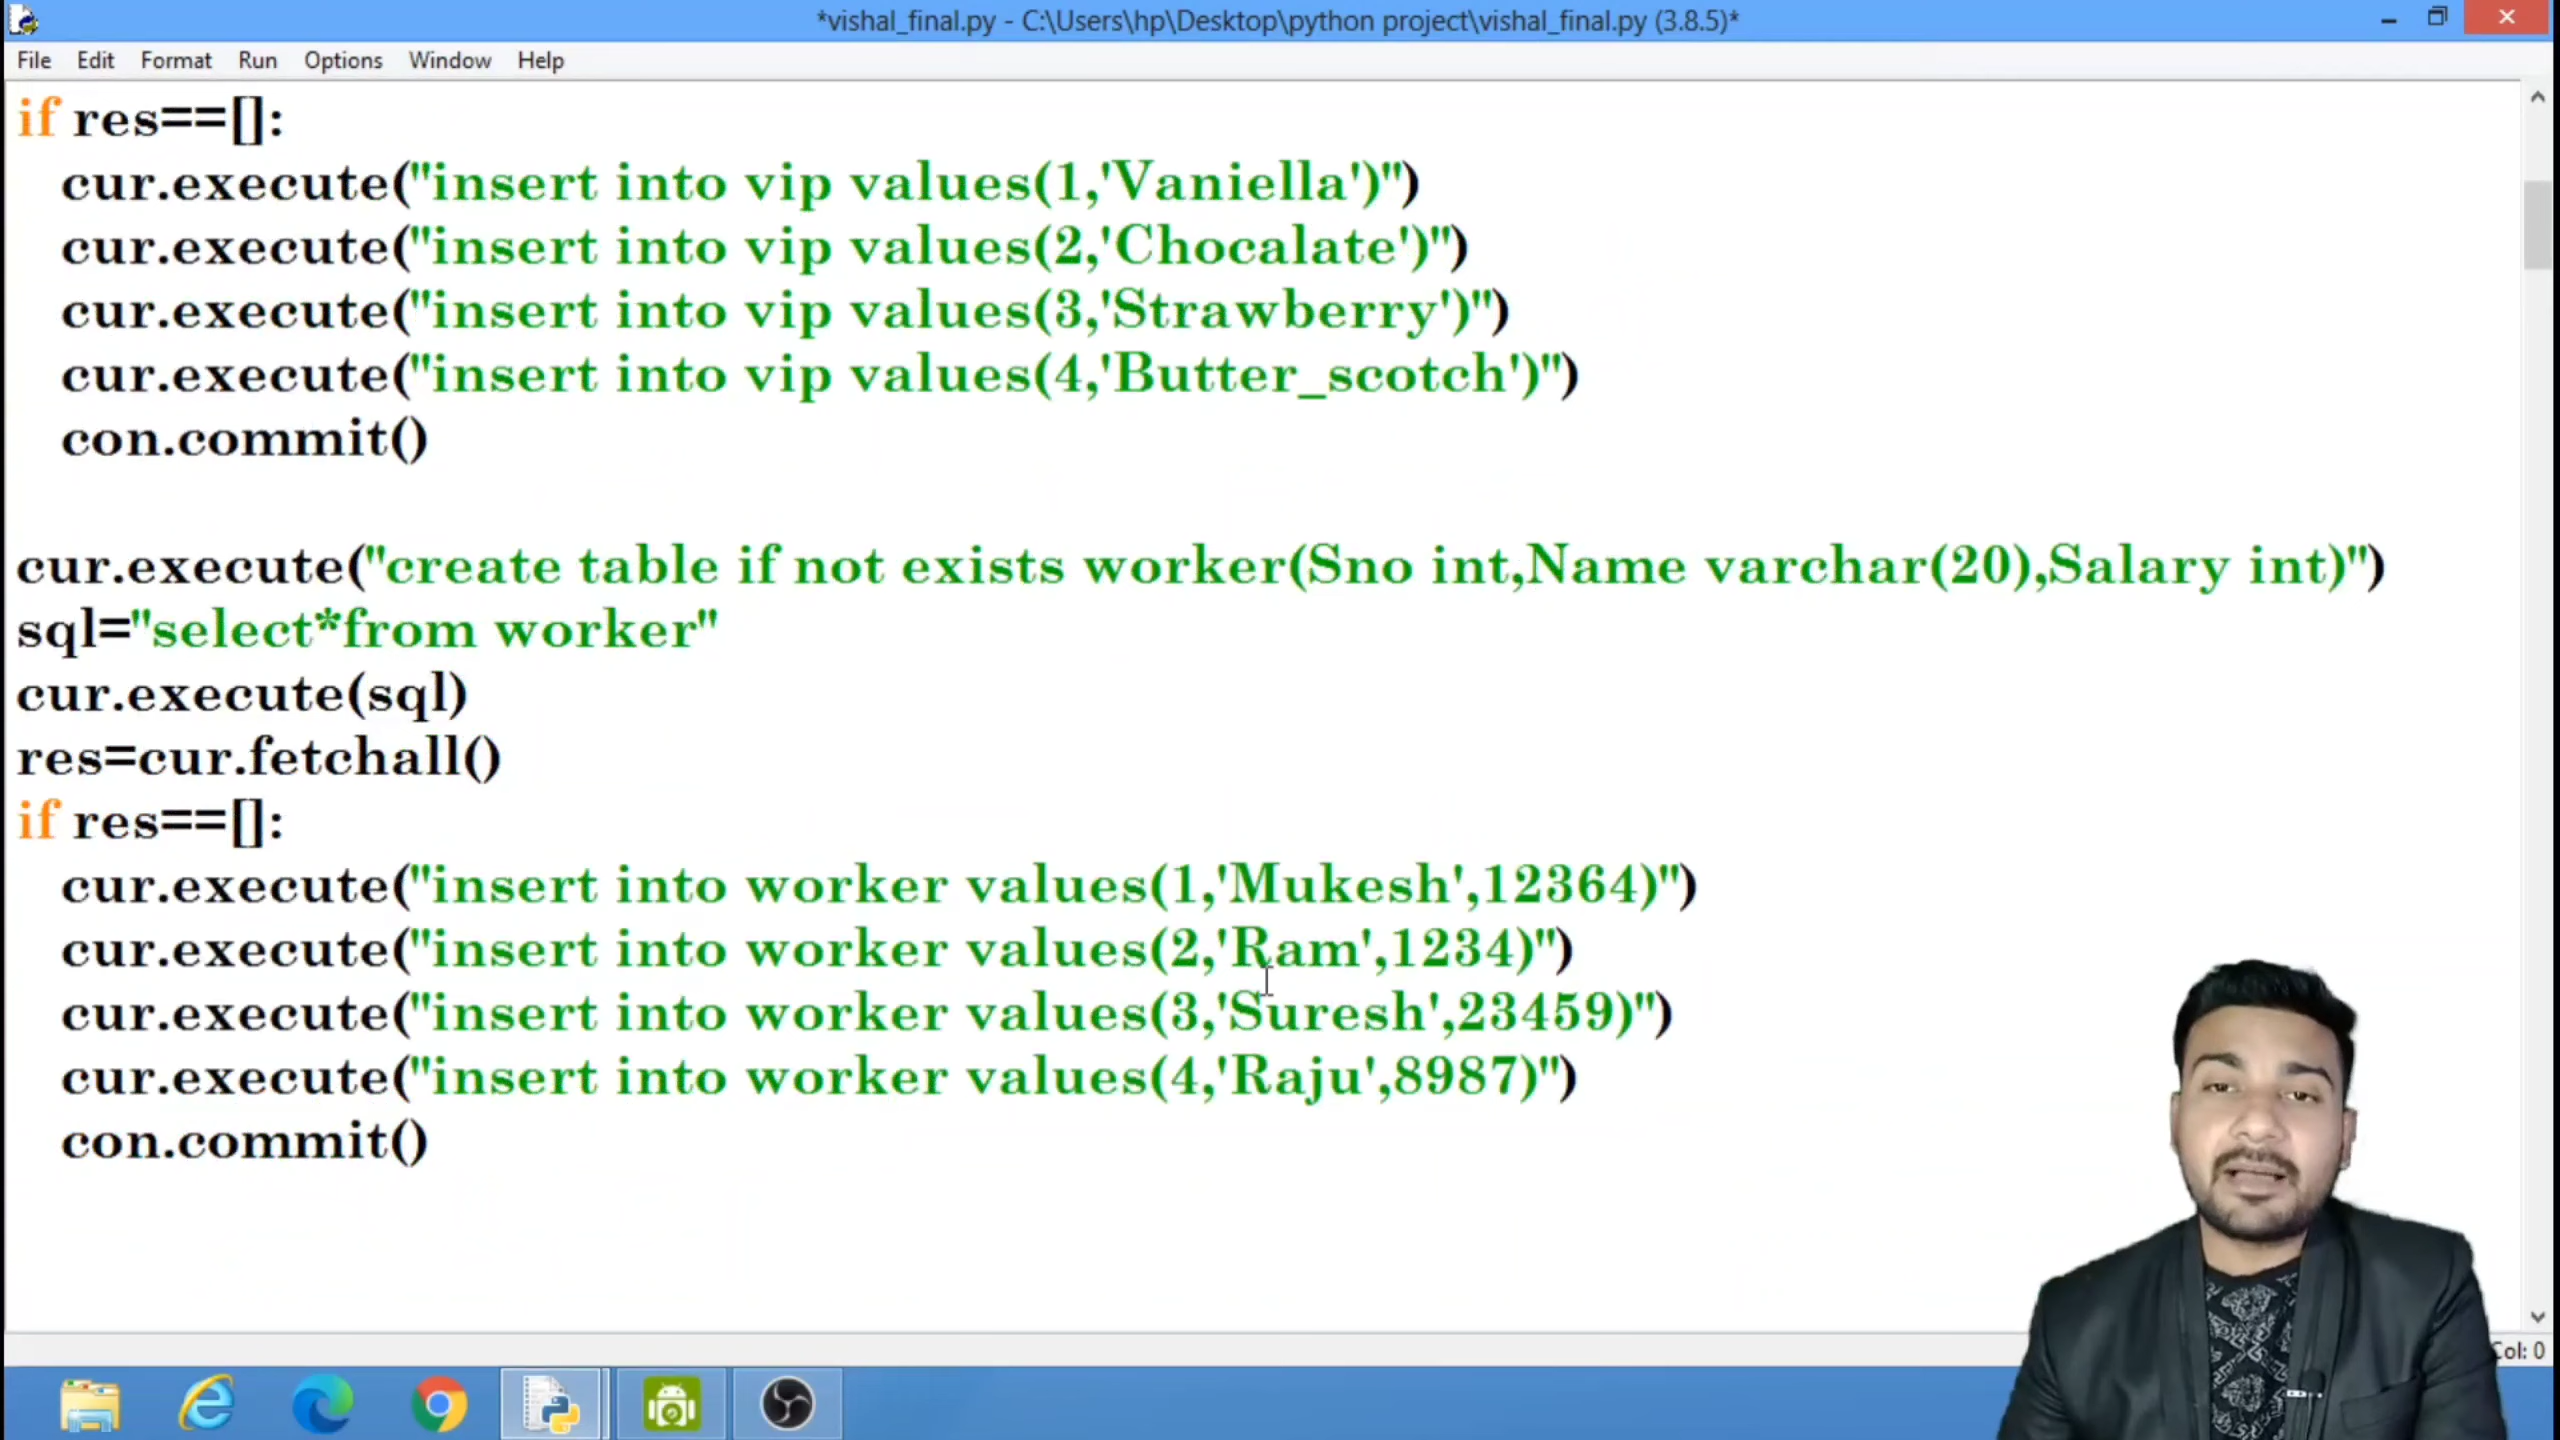 *vishal_final.py - C:\Users\hp\Desktop\python project\vishal_final.py (3.8.5)*
File Edit Format Run Options Window Help
if res==[]:
cur.execute("insert into vip values(1,'Vaniella')")
cur.execute("insert into vip values(2,'Chocalate')")
cur.execute("insert into vip values(3,'Strawberry')")
cur.execute("insert into vip values(4,'Butter_scotch')")
con.commit()
cur.execute("create table if not exists worker(Sno int,Name varchar(20),Salary int)")
sql="select*from worker"
cur.execute(sql)
res=cur.fetchall()
if res==[]:
cur.execute("insert into worker values(1,'Mukesh',12364)")
cur.execute("insert into worker values(2,'Ram',1234)")
cur.execute("insert into worker values(3,'Suresh',23459)")
cur.execute("insert into worker values(4,'Raju',8987)")
con.commit()
Col: 0